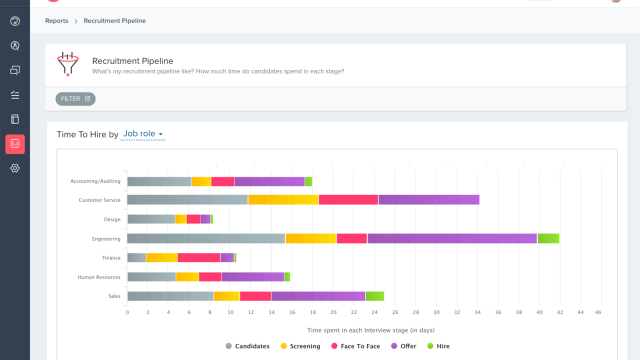 Reports > Recruitment Pipeline
Recruitment Pipeline
What's my recruitment pipeline like? How much time do candidates spend in each stage?
FILTER
Time To Hire by Job role
Accounting/Auditing
Customer Service
Design
Engineering
Finance
Human Resources
Sales
0 2 4 6 8 10 12 14 16 18 20 22 24 26 28 30 32 34 36 38 40 42 44 46
Time spent in each Interview stage (in days)
Candidates Screening Face To Face Offer Hire